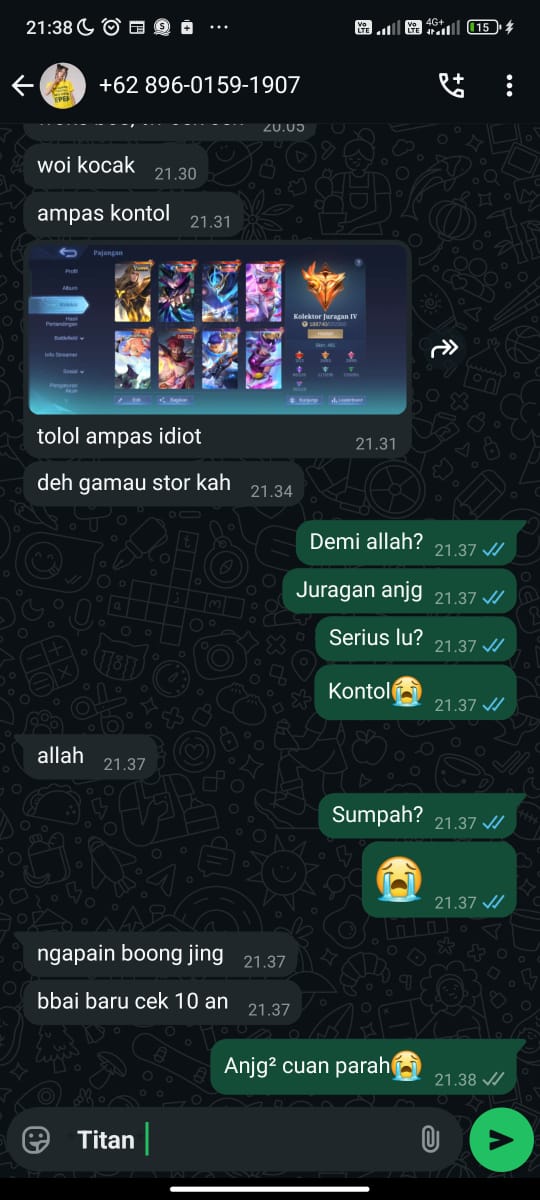 21:38
Vo LTE
Vo LTE
4G+
15
+62 896-0159-1907
20.05
woi kocak 21.30
ampas kontol 21.31
Pajangan
Profil
Album
Koleksi
Hasil Pertandingan
Battlefield
Info Streamer
Sosial
Pengaturan Akun
Kolektor Juragan IV
Edit
Bagikan
Kunjungi
Leaderboard
tolol ampas idiot 21.31
deh gamau stor kah 21.34
Demi allah? 21.37
Juragan anjg 21.37
Serius lu? 21.37
Kontol😭 21.37
allah 21.37
Sumpah? 21.37
😭 21.37
ngapain boong jing 21.37
bbai baru cek 10 an 21.37
Anjg² cuan parah😭 21.38
Titan